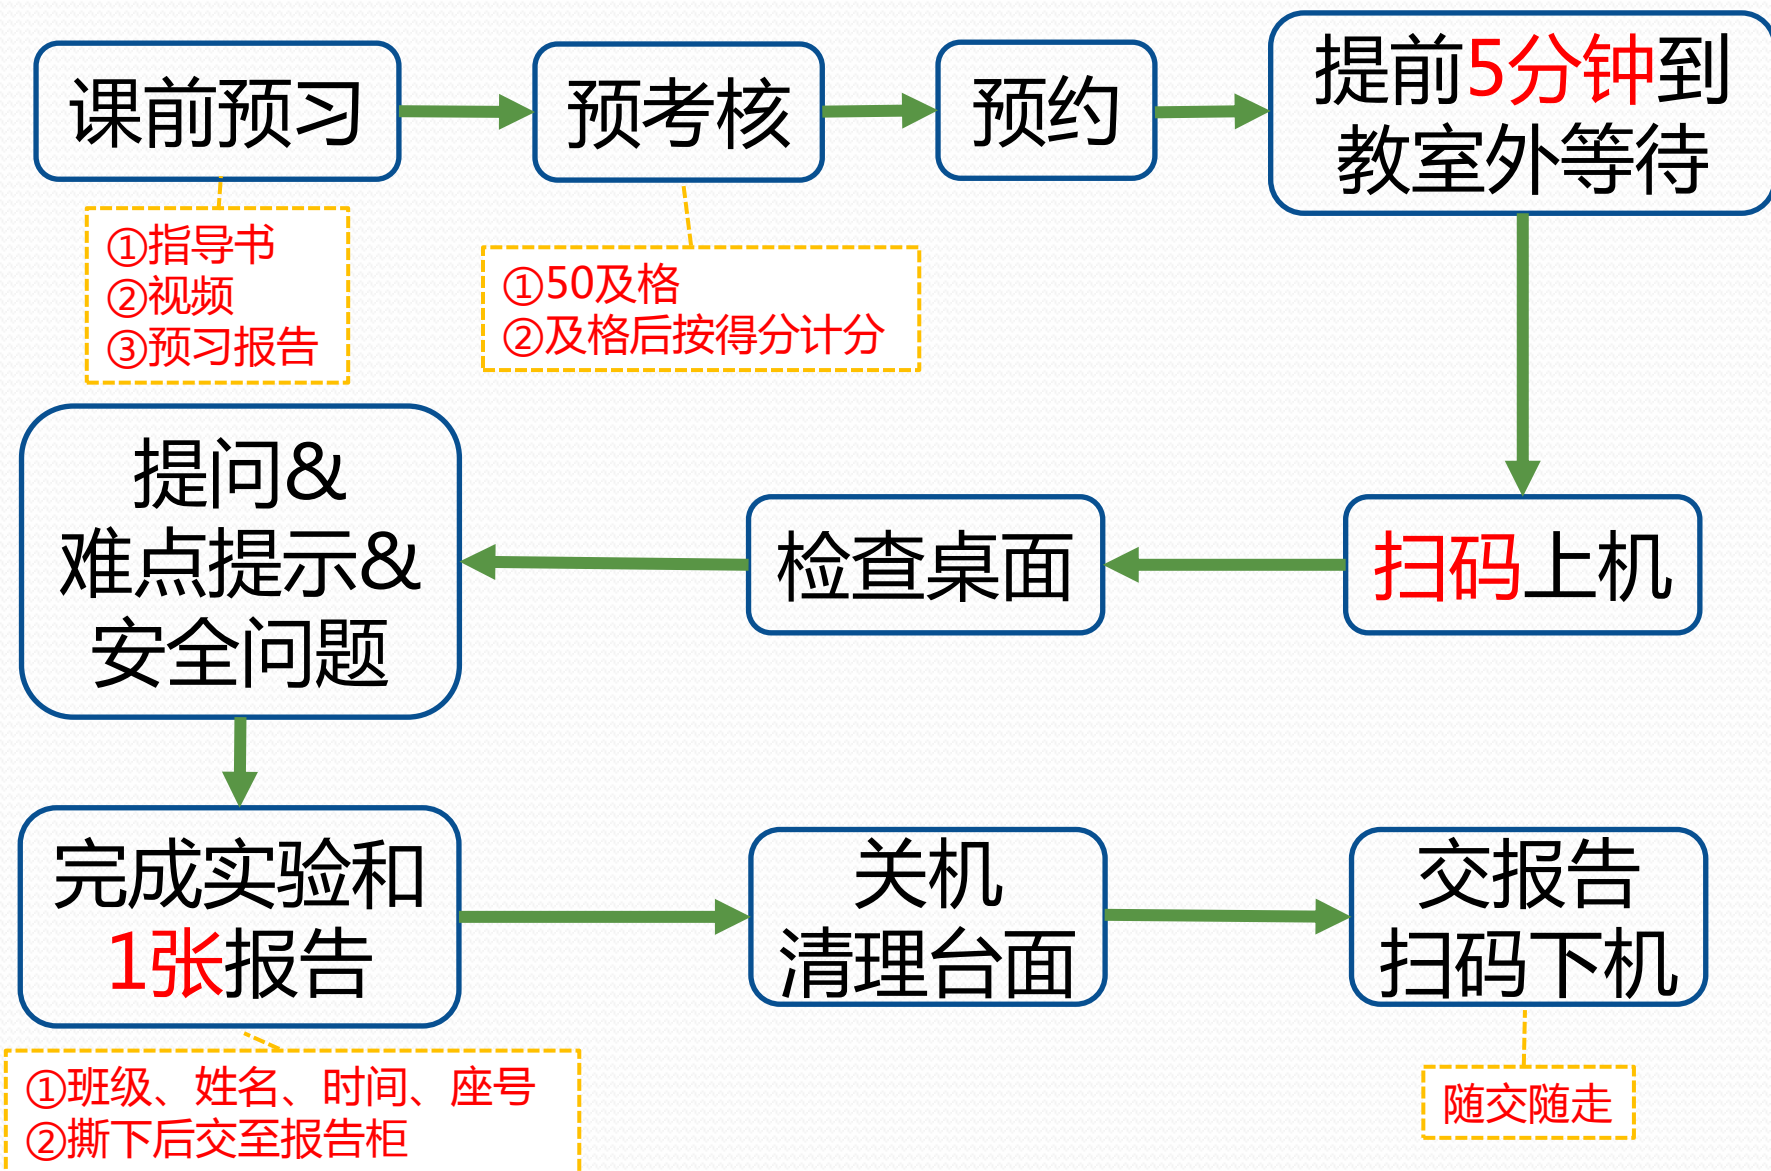 课前预习
预考核
预约
提前5分钟到
教室外等待
①指导书
②视频
③预习报告
①50及格
②及格后按得分计分
扫码上机
检查桌面
提问&
难点提示&
安全问题
完成实验和
1张报告
①班级、姓名、时间、座号
②撕下后交至报告柜
关机
清理台面
交报告
扫码下机
随交随走